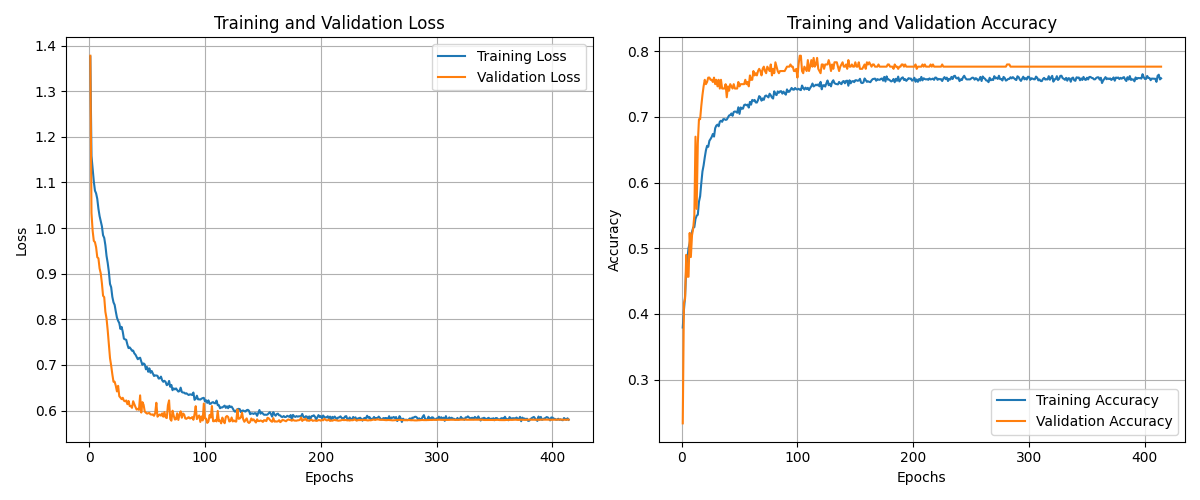 Training and Validation Loss
1.4
1.3
1.2
1.1
1.0
0.9
0.8
0.7
0.6
Loss
0 100 200 300 400
Epochs
Training Loss
Validation Loss
Training and Validation Accuracy
0.8
0.7
0.6
0.5
0.4
0.3
Accuracy
0 100 200 300 400
Epochs
Training Accuracy
Validation Accuracy